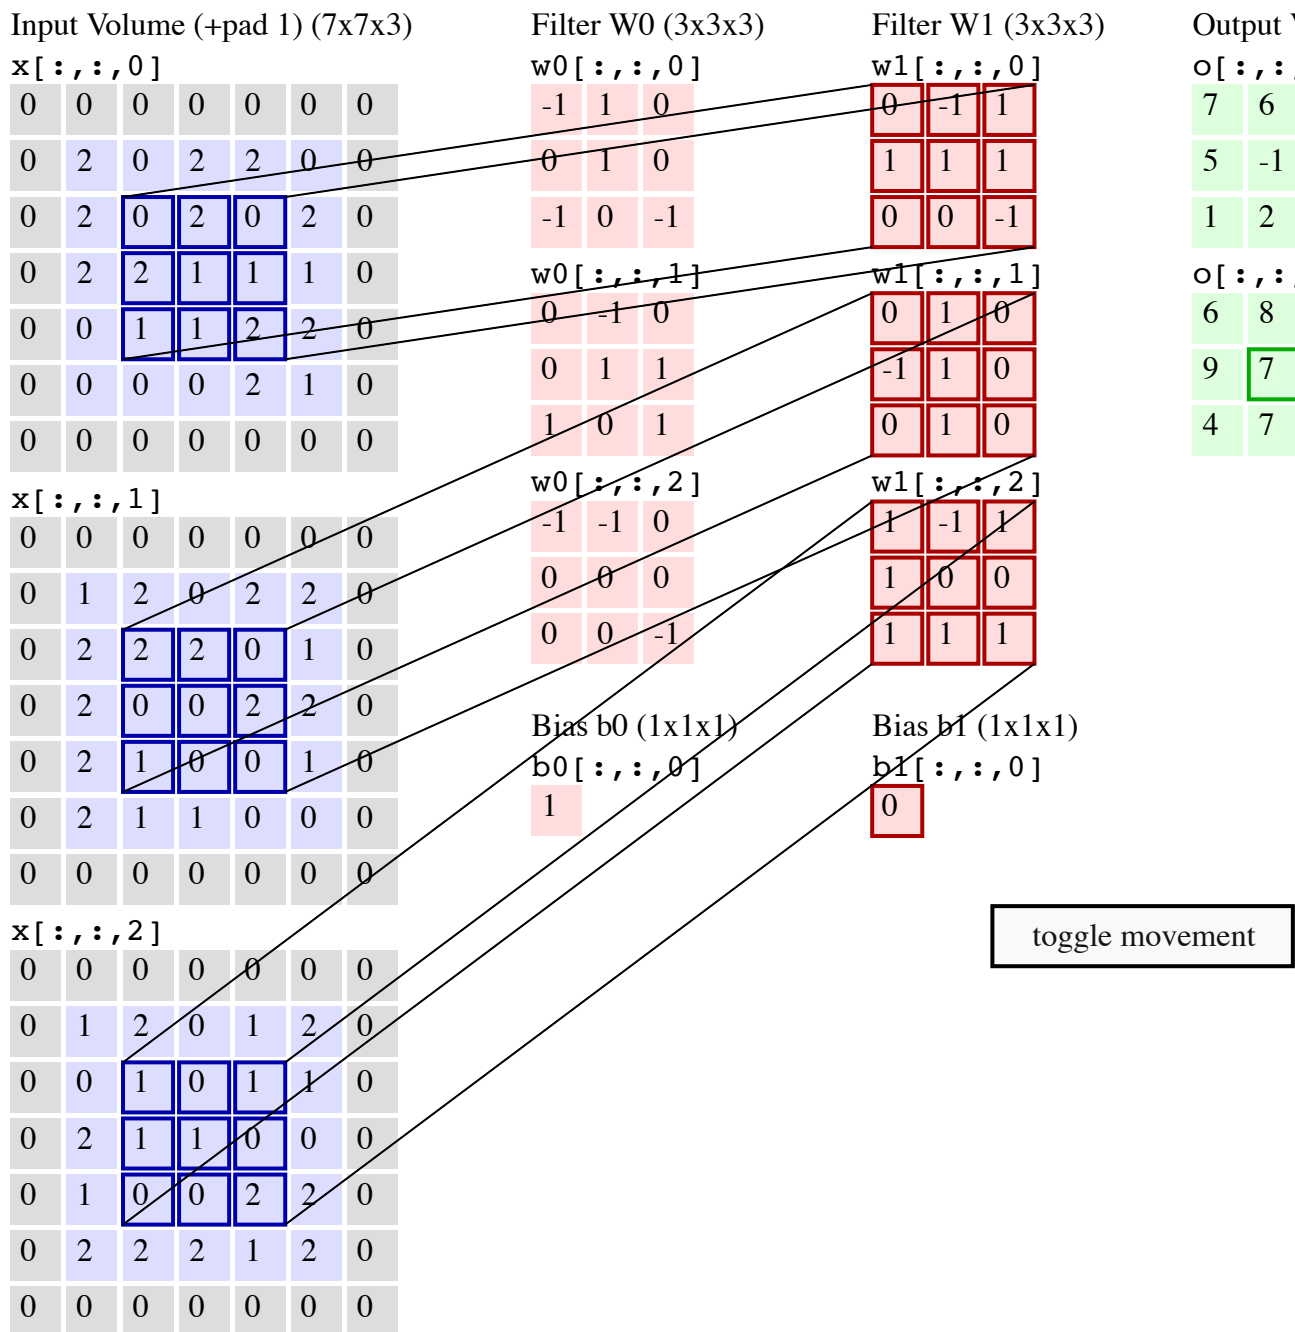 Input Volume (+pad 1) (7x7x3)
x[:,:,0]
0 0 0 0 0 0 0
0 2 0 2 2 0 0
0 2 0 2 0 2 0
0 2 2 1 1 1 0
0 0 1 1 2 2 0
0 0 0 0 2 1 0
0 0 0 0 0 0 0
x[:,:,1]
0 0 0 0 0 0 0
0 1 2 0 2 2 0
0 2 2 2 0 1 0
0 2 0 0 2 2 0
0 2 1 0 0 1 0
0 2 1 1 0 0 0
0 0 0 0 0 0 0
x[:,:,2]
0 0 0 0 0 0 0
0 1 2 0 1 2 0
0 0 1 0 1 1 0
0 2 1 1 0 0 0
0 1 0 0 2 2 0
0 2 2 2 1 2 0
0 0 0 0 0 0 0
Filter W0 (3x3x3)
w0[:,:,0]
-1 1 0
0 1 0
-1 0 -1
w0[:,:,1]
0 -1 0
0 1 1
1 0 1
w0[:,:,2]
-1 -1 0
0 0 0
0 0 -1
Bias b0 (1x1x1)
b0[:,:,0]
1
Filter W1 (3x3x3)
w1[:,:,0]
0 -1 1
1 1 1
0 0 -1
w1[:,:,1]
0 1 0
-1 1 0
0 1 0
w1[:,:,2]
1 -1 1
1 0 0
1 1 1
Bias b1 (1x1x1)
b1[:,:,0]
0
Output
o[:,:,
7 6
5 -1
1 2
o[:,:,
6 8
9 7
4 7
toggle movement